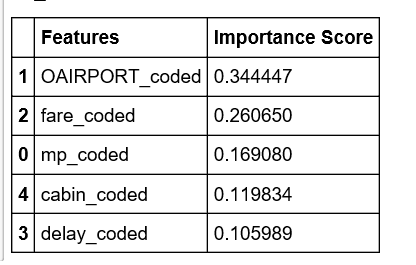 Features Importance Score
1 OAIRPORT_coded 0.344447
2 fare_coded 0.260650
0 mp_coded 0.169080
4 cabin_coded 0.119834
3 delay_coded 0.105989